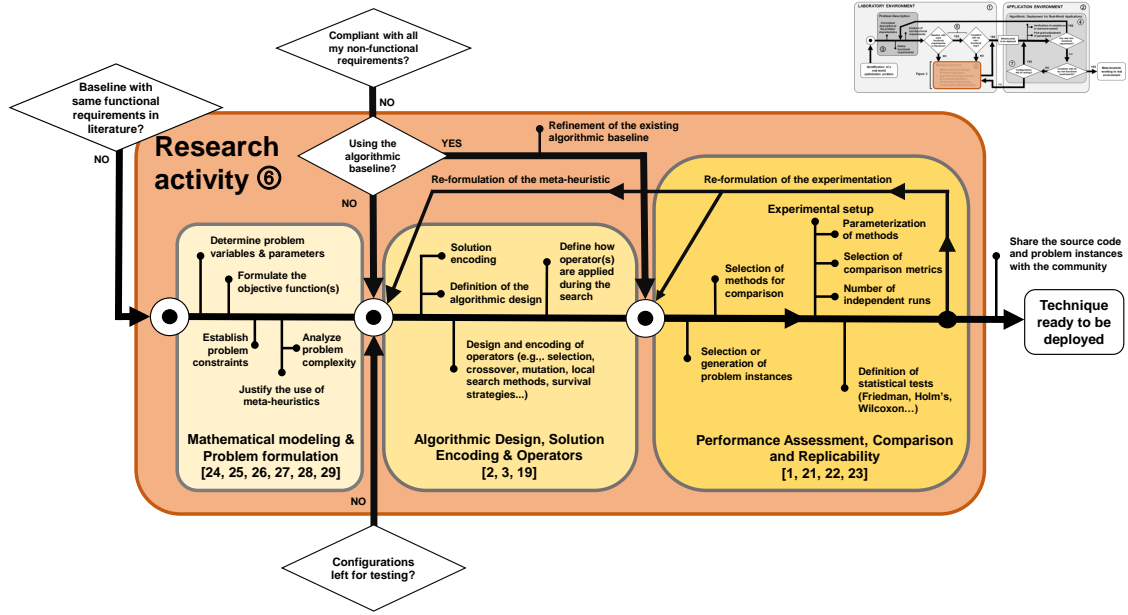 LABORATORY ENVIRONMENT
APPLICATION ENVIRONMENT
Problem Description
Compliant with all
my non-functional
requirements?
NO
Baseline with
same functional
requirements in
literature?
NO
Research
activity ⑥
Using the
algorithmic
baseline?
YES
NO
Refinement of the existing
algorithmic baseline
Re-formulation of the meta-heuristic
Re-formulation of the experimentation
Determine problem
variables & parameters
Formulate the
objective function(s)
Establish
problem
constraints
Analyze
problem
complexity
Justify the use of
meta-heuristics
Mathematical modeling &
Problem formulation
[24, 25, 26, 27, 28, 29]
Solution
encoding
Definition of the
algorithmic design
Define how
operator(s)
are applied
during the
search
Design and encoding of
operators (e.g.,. selection,
crossover, mutation, local
search methods, survival
strategies...)
Algorithmic Design, Solution
Encoding & Operators
[2, 3, 19]
Experimental setup
Parameterization
of methods
Selection
of comparison metrics
Number of
independent runs
Selection of
methods for
comparison
Selection or
generation of
problem instances
Definition of
statistical tests
(Friedman, Holm's,
Wilcoxon…)
Performance Assessment, Comparison
and Replicability
[1, 21, 22, 23]
Share the source code
and problem instances
with the community
Technique
ready to be
deployed
NO
Configurations
left for testing?